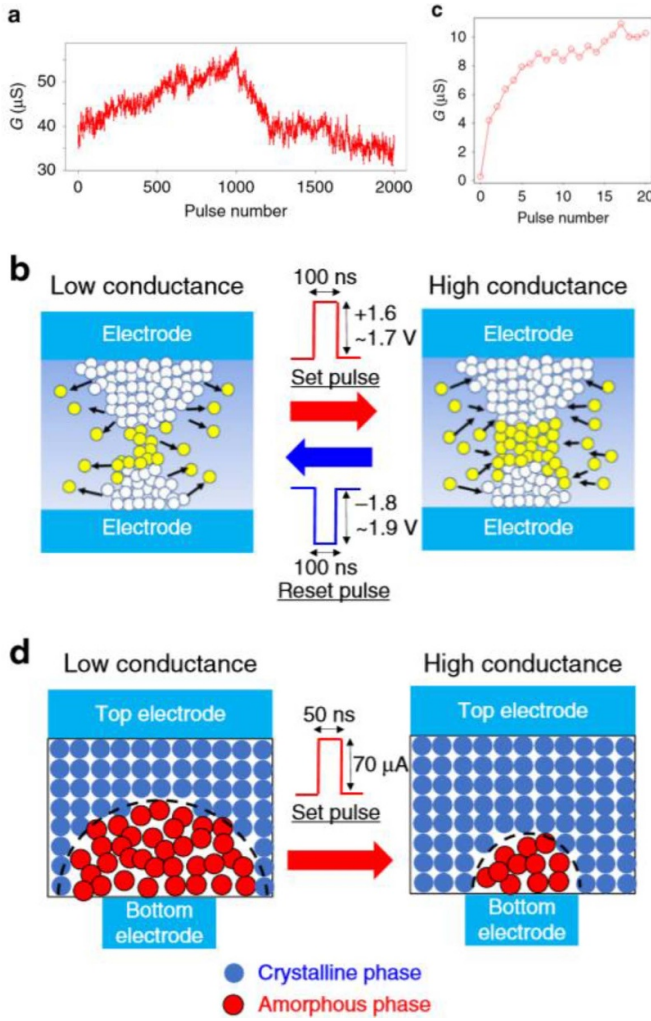 a
50
40
30
G (μS)
0
500
1000
1500
2000
Pulse number
c
10
8
6
4
2
0
G (μS)
0
5
10
15
20
Pulse number
b
Low conductance
100 ns
High conductance
Electrode
+1.6
~1.7 V
Electrode
Set pulse
Electrode
−1.8
~1.9 V
Electrode
100 ns
Reset pulse
d
Low conductance
High conductance
Top electrode
50 ns
Top electrode
70 μA
Set pulse
Bottom
electrode
Bottom
electrode
Crystalline phase
Amorphous phase